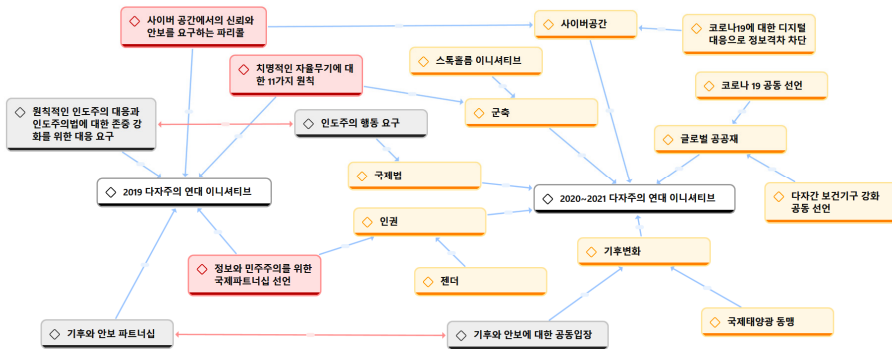 사이버 공간에서의 신뢰와
안보를 요구하는 파리콜
사이버공간
코로나19에 대한 디지털
대응으로 정보격차 차단
치명적인 자율무기에 대
한 11가지 원칙
스톡홀름 이니셔티브
코로나 19 공동 선언
원칙적인 인도주의 대응과
인도주의법에 대한 존중 강
화를 위한 대응 요구
인도주의 행동 요구
군축
글로벌 공공재
국제법
2019 다자주의 연대 이니셔티브
2020~2021 다자주의 연대 이니셔티브
다자간 보건기구 강화
공동 선언
인권
기후변화
정보와 민주주의를 위한
국제파트너십 선언
젠더
기후와 안보 파트너십
기후와 안보에 대한 공동입장
국제태양광 동맹